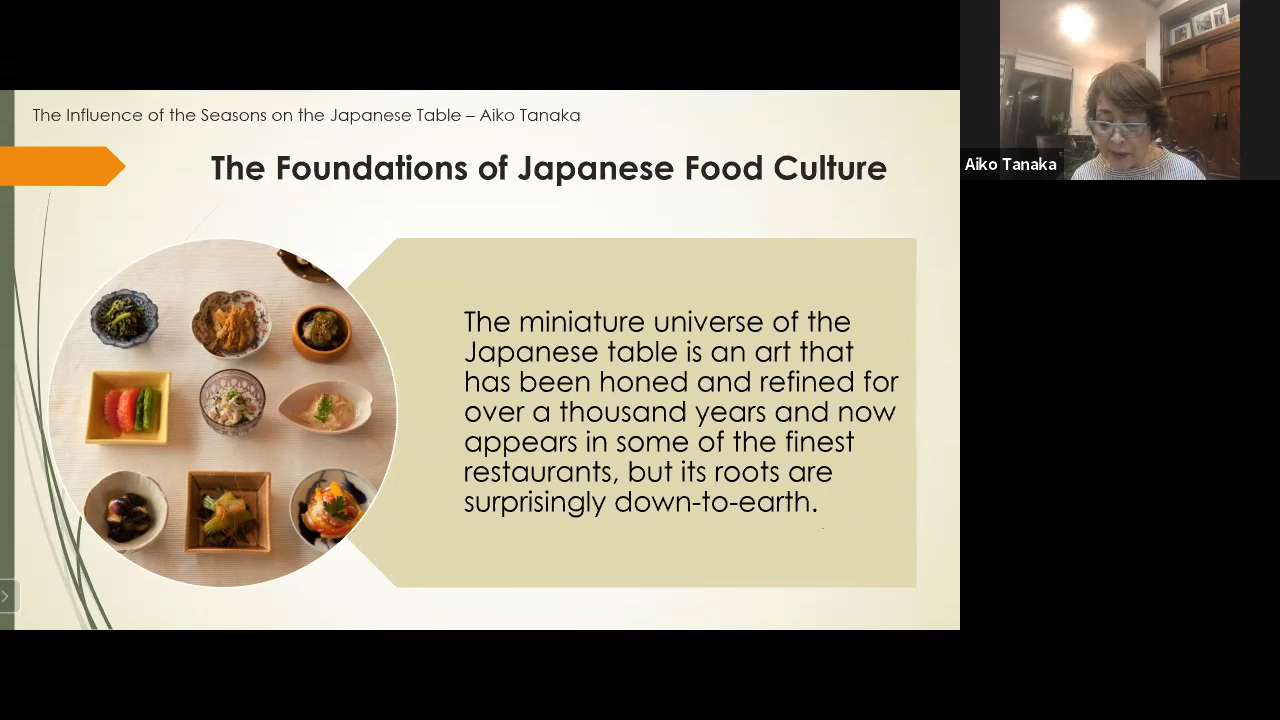 The Influence of the Seasons on the Japanese Table – Aiko Tanaka
The Foundations of Japanese Food Culture
The miniature universe of the
Japanese table is an art that
has been honed and refined for
over a thousand years and now
appears in some of the finest
restaurants, but its roots are
surprisingly down-to-earth.
Aiko Tanaka